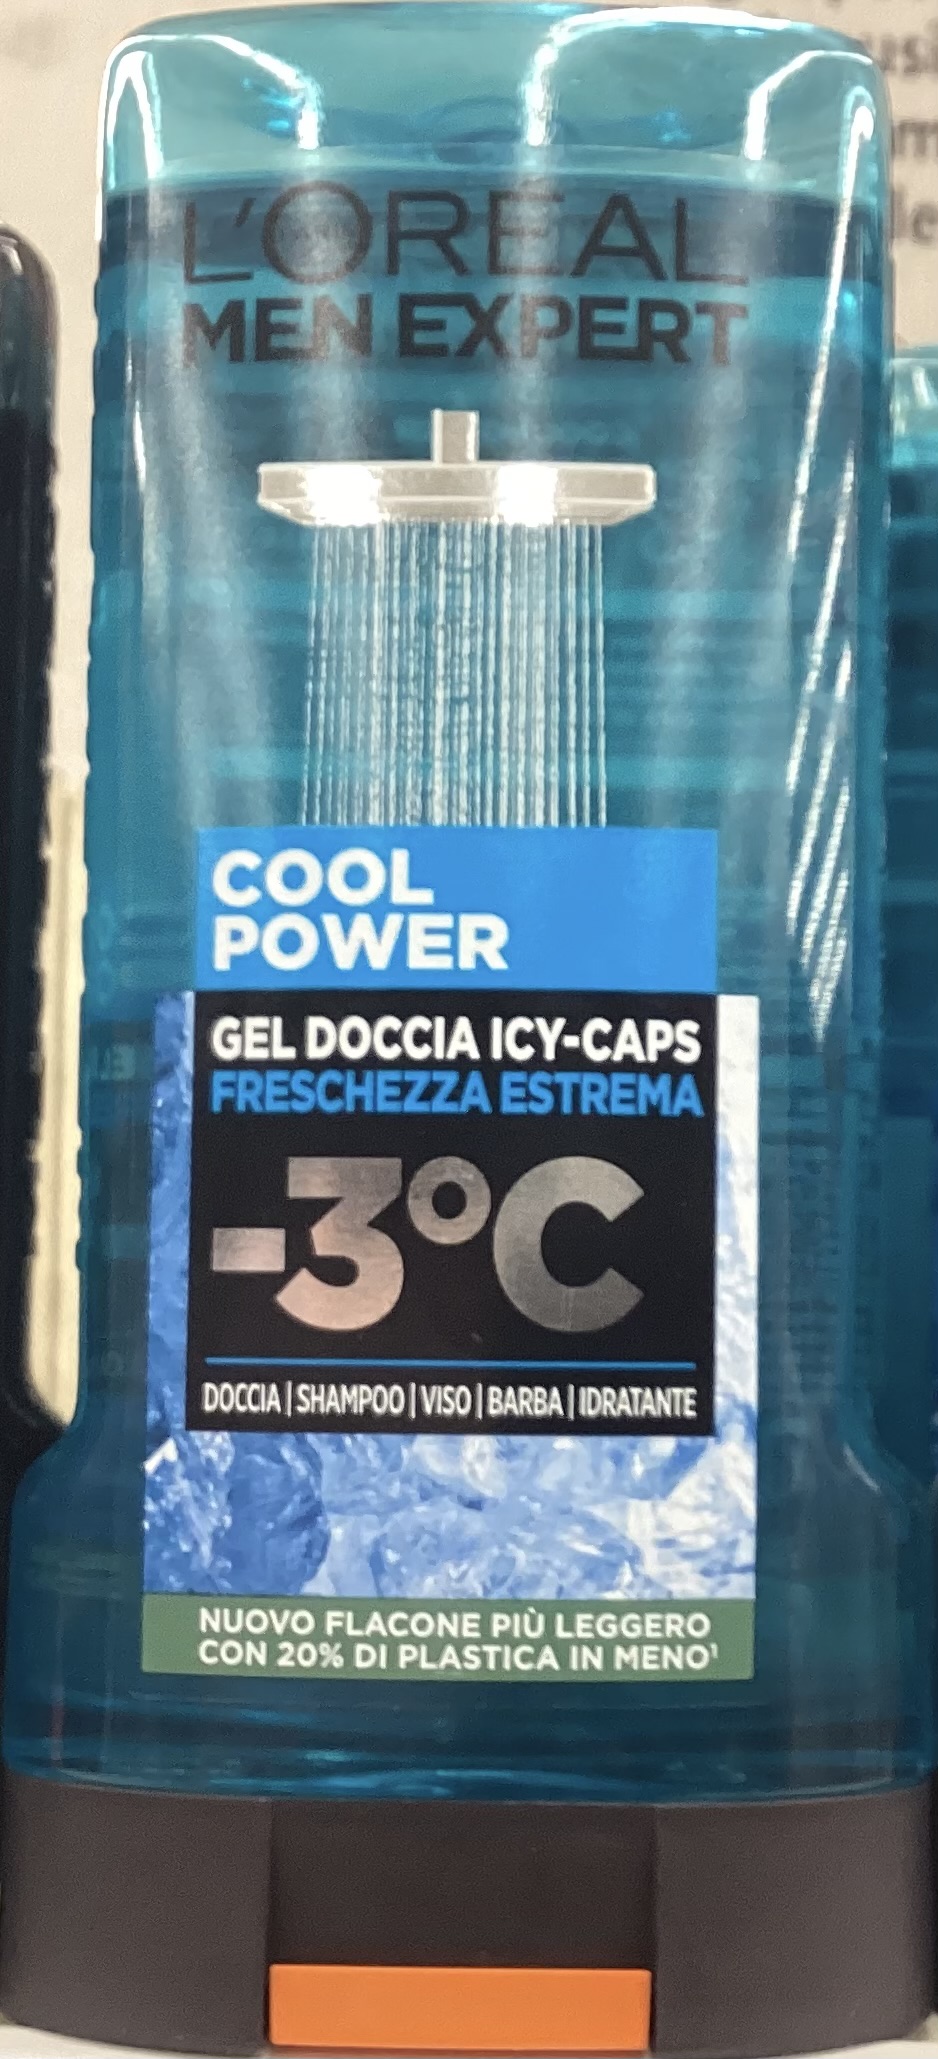 L'ORÉAL
MEN EXPERT
COOL
POWER
GEL DOCCIA ICY-CAPS
FRESCHEZZA ESTREMA
-3°C
DOCCIA | SHAMPOO | VISO | BARBA | IDRATANTE
NUOVO FLACONE PIÙ LEGGERO
CON 20% DI PLASTICA IN MENO¹